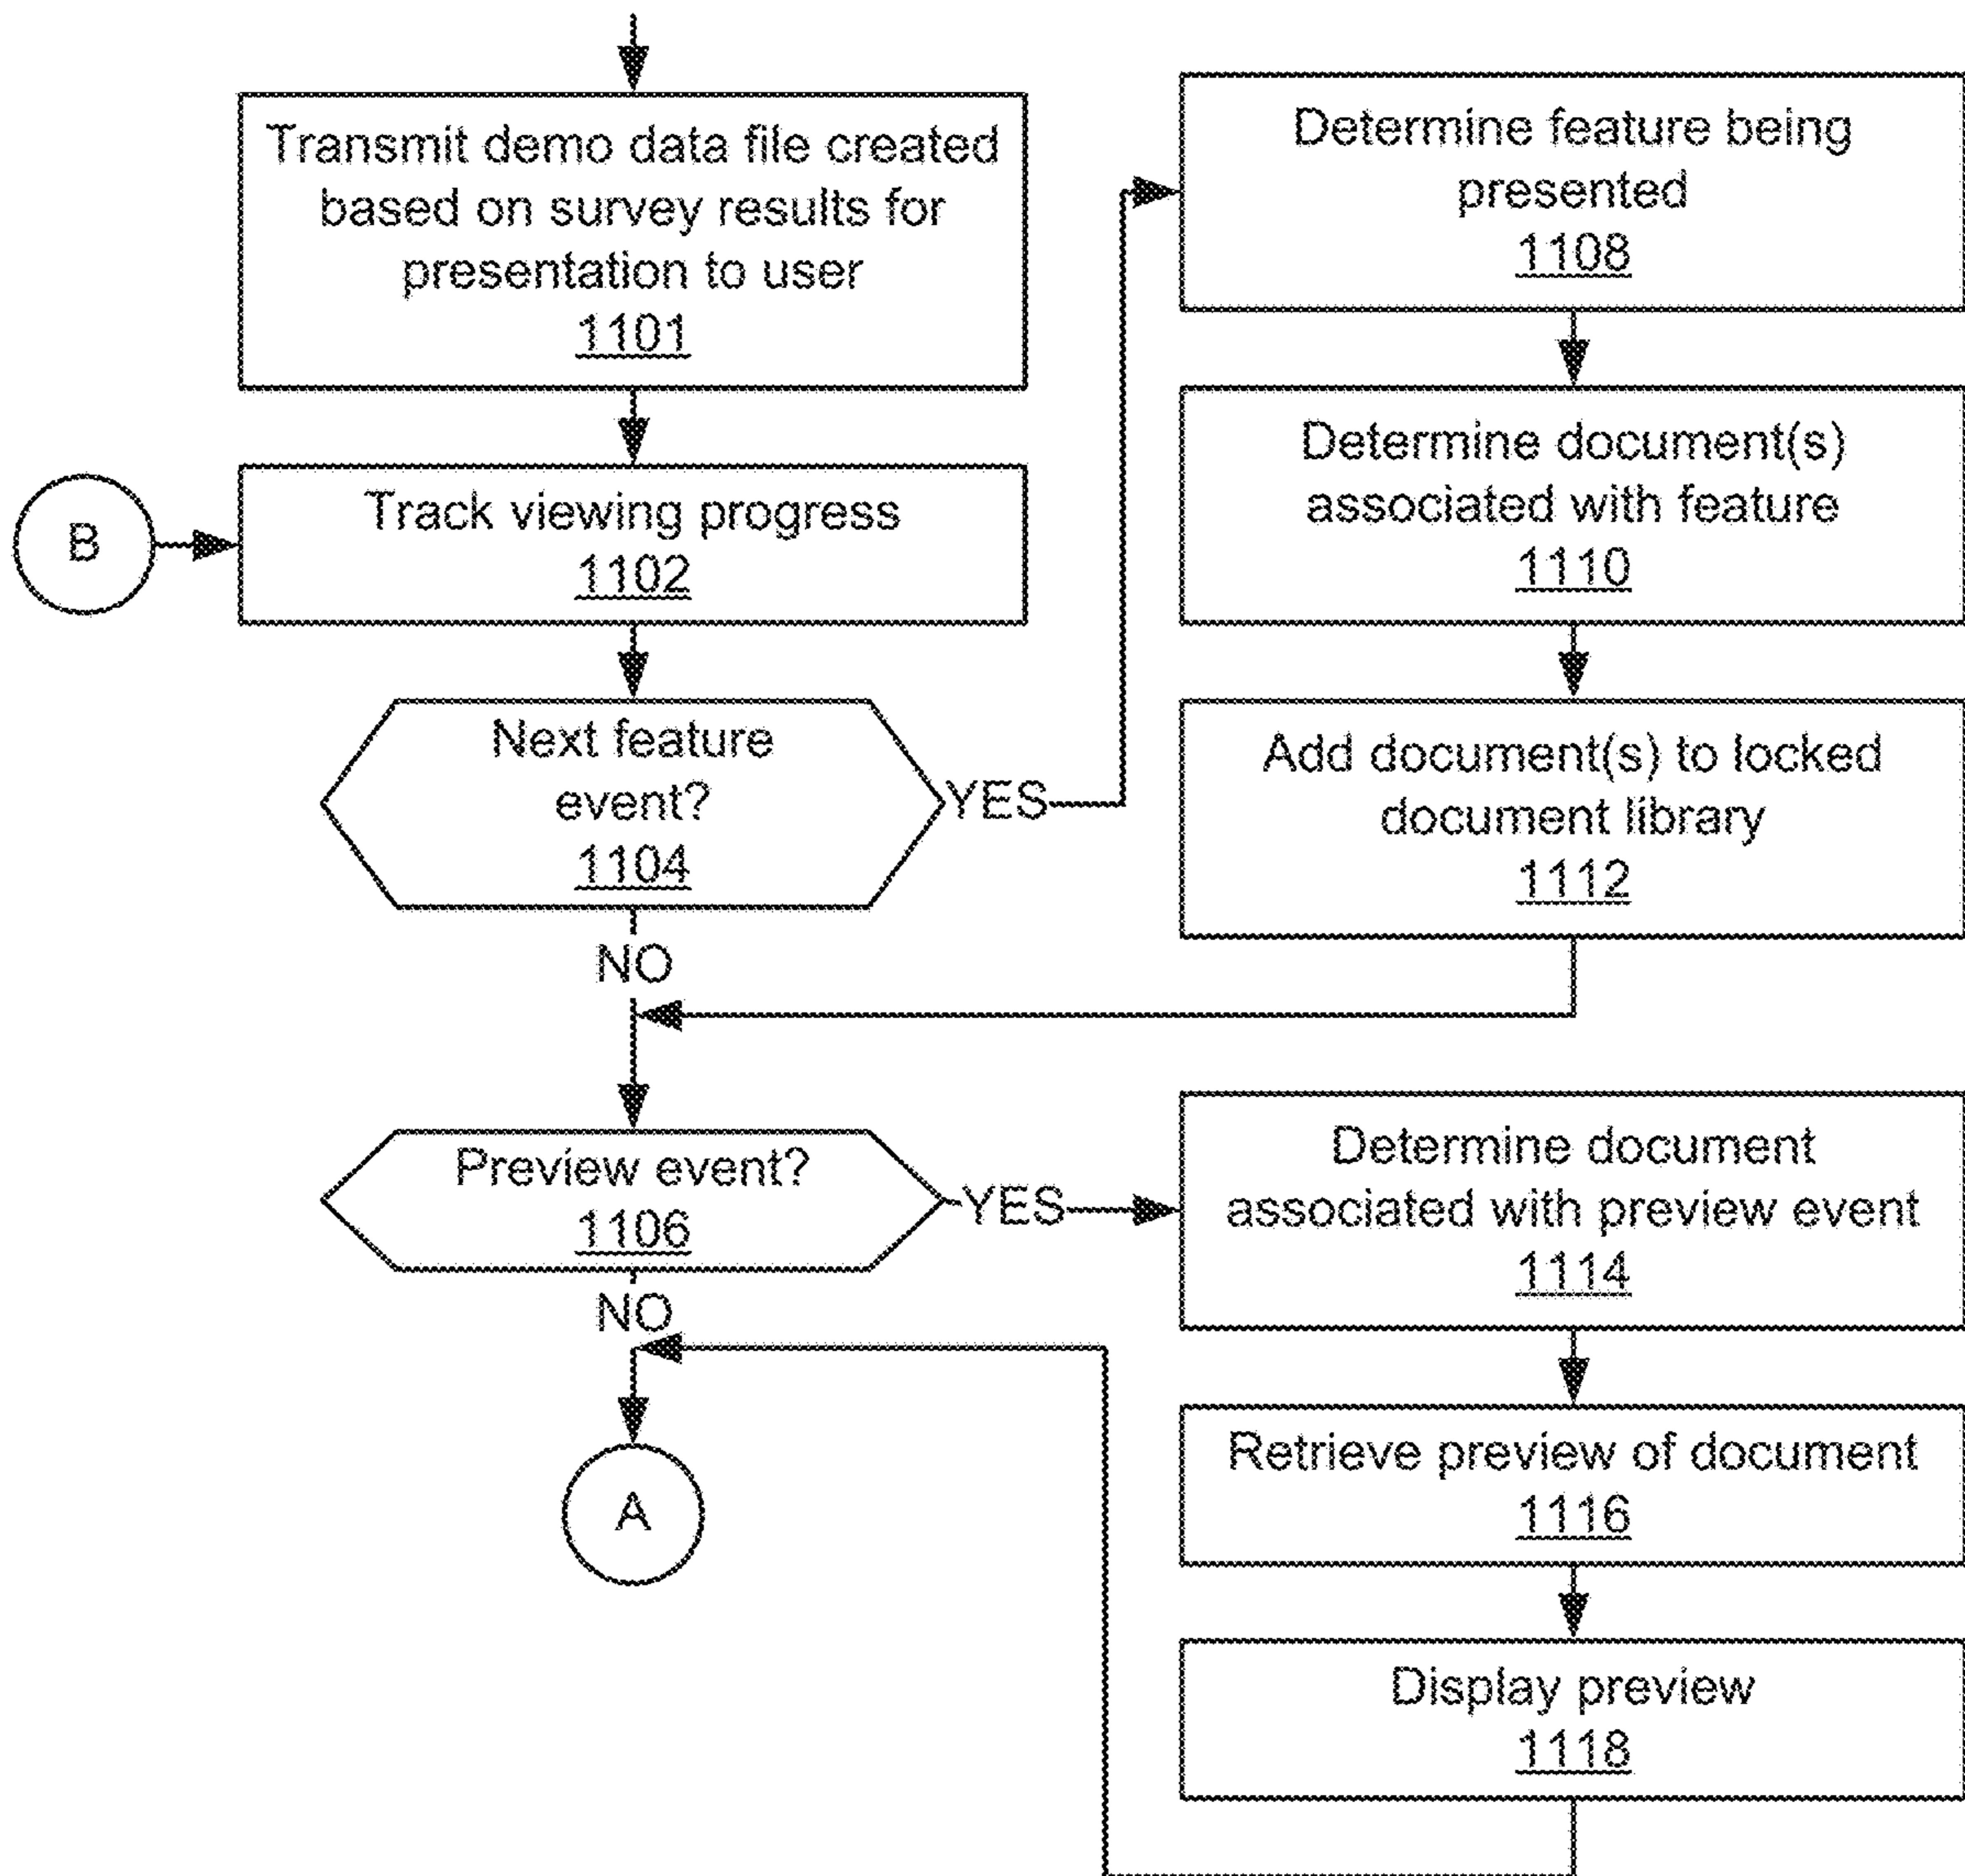 Transmit demo data file created
based on survey results for
presentation to user
1101
B
Track viewing progress
1102
Next feature
event?
1104
YES
NO
Determine feature being
presented
1108
Determine document(s)
associated with feature
1110
Add document(s) to locked
document library
1112
Preview event?
1106
YES
NO
A
Determine document
associated with preview event
1114
Retrieve preview of document
1116
Display preview
1118